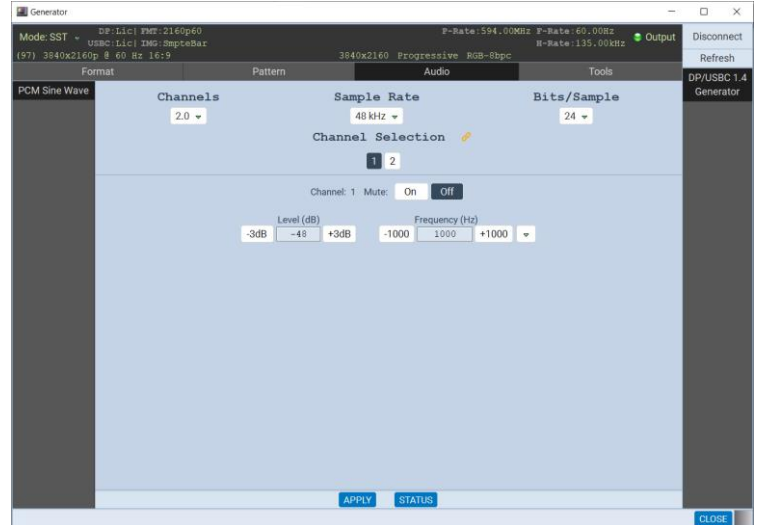 Generator
Mode: SST
DP:Lic| FMT:2160p60
USBC:Lic| IMG:SmpteBar
(97) 3840x2160p @ 60 Hz 16:9
P-Rate:594.00MHz F-Rate:60.00Hz
H-Rate:135.00kHz
3840x2160 Progressive RGB-8bpc
Output
Disconnect
Refresh
Format Pattern Audio Tools
DP/USBC 1.4
Generator
PCM Sine Wave
Channels Sample Rate Bits/Sample
2.0 48 kHz 24
Channel Selection
1 2
Channel: 1 Mute: On Off
Level (dB) Frequency (Hz)
-3dB -48 +3dB -1000 1000 +1000
APPLY STATUS
CLOSE